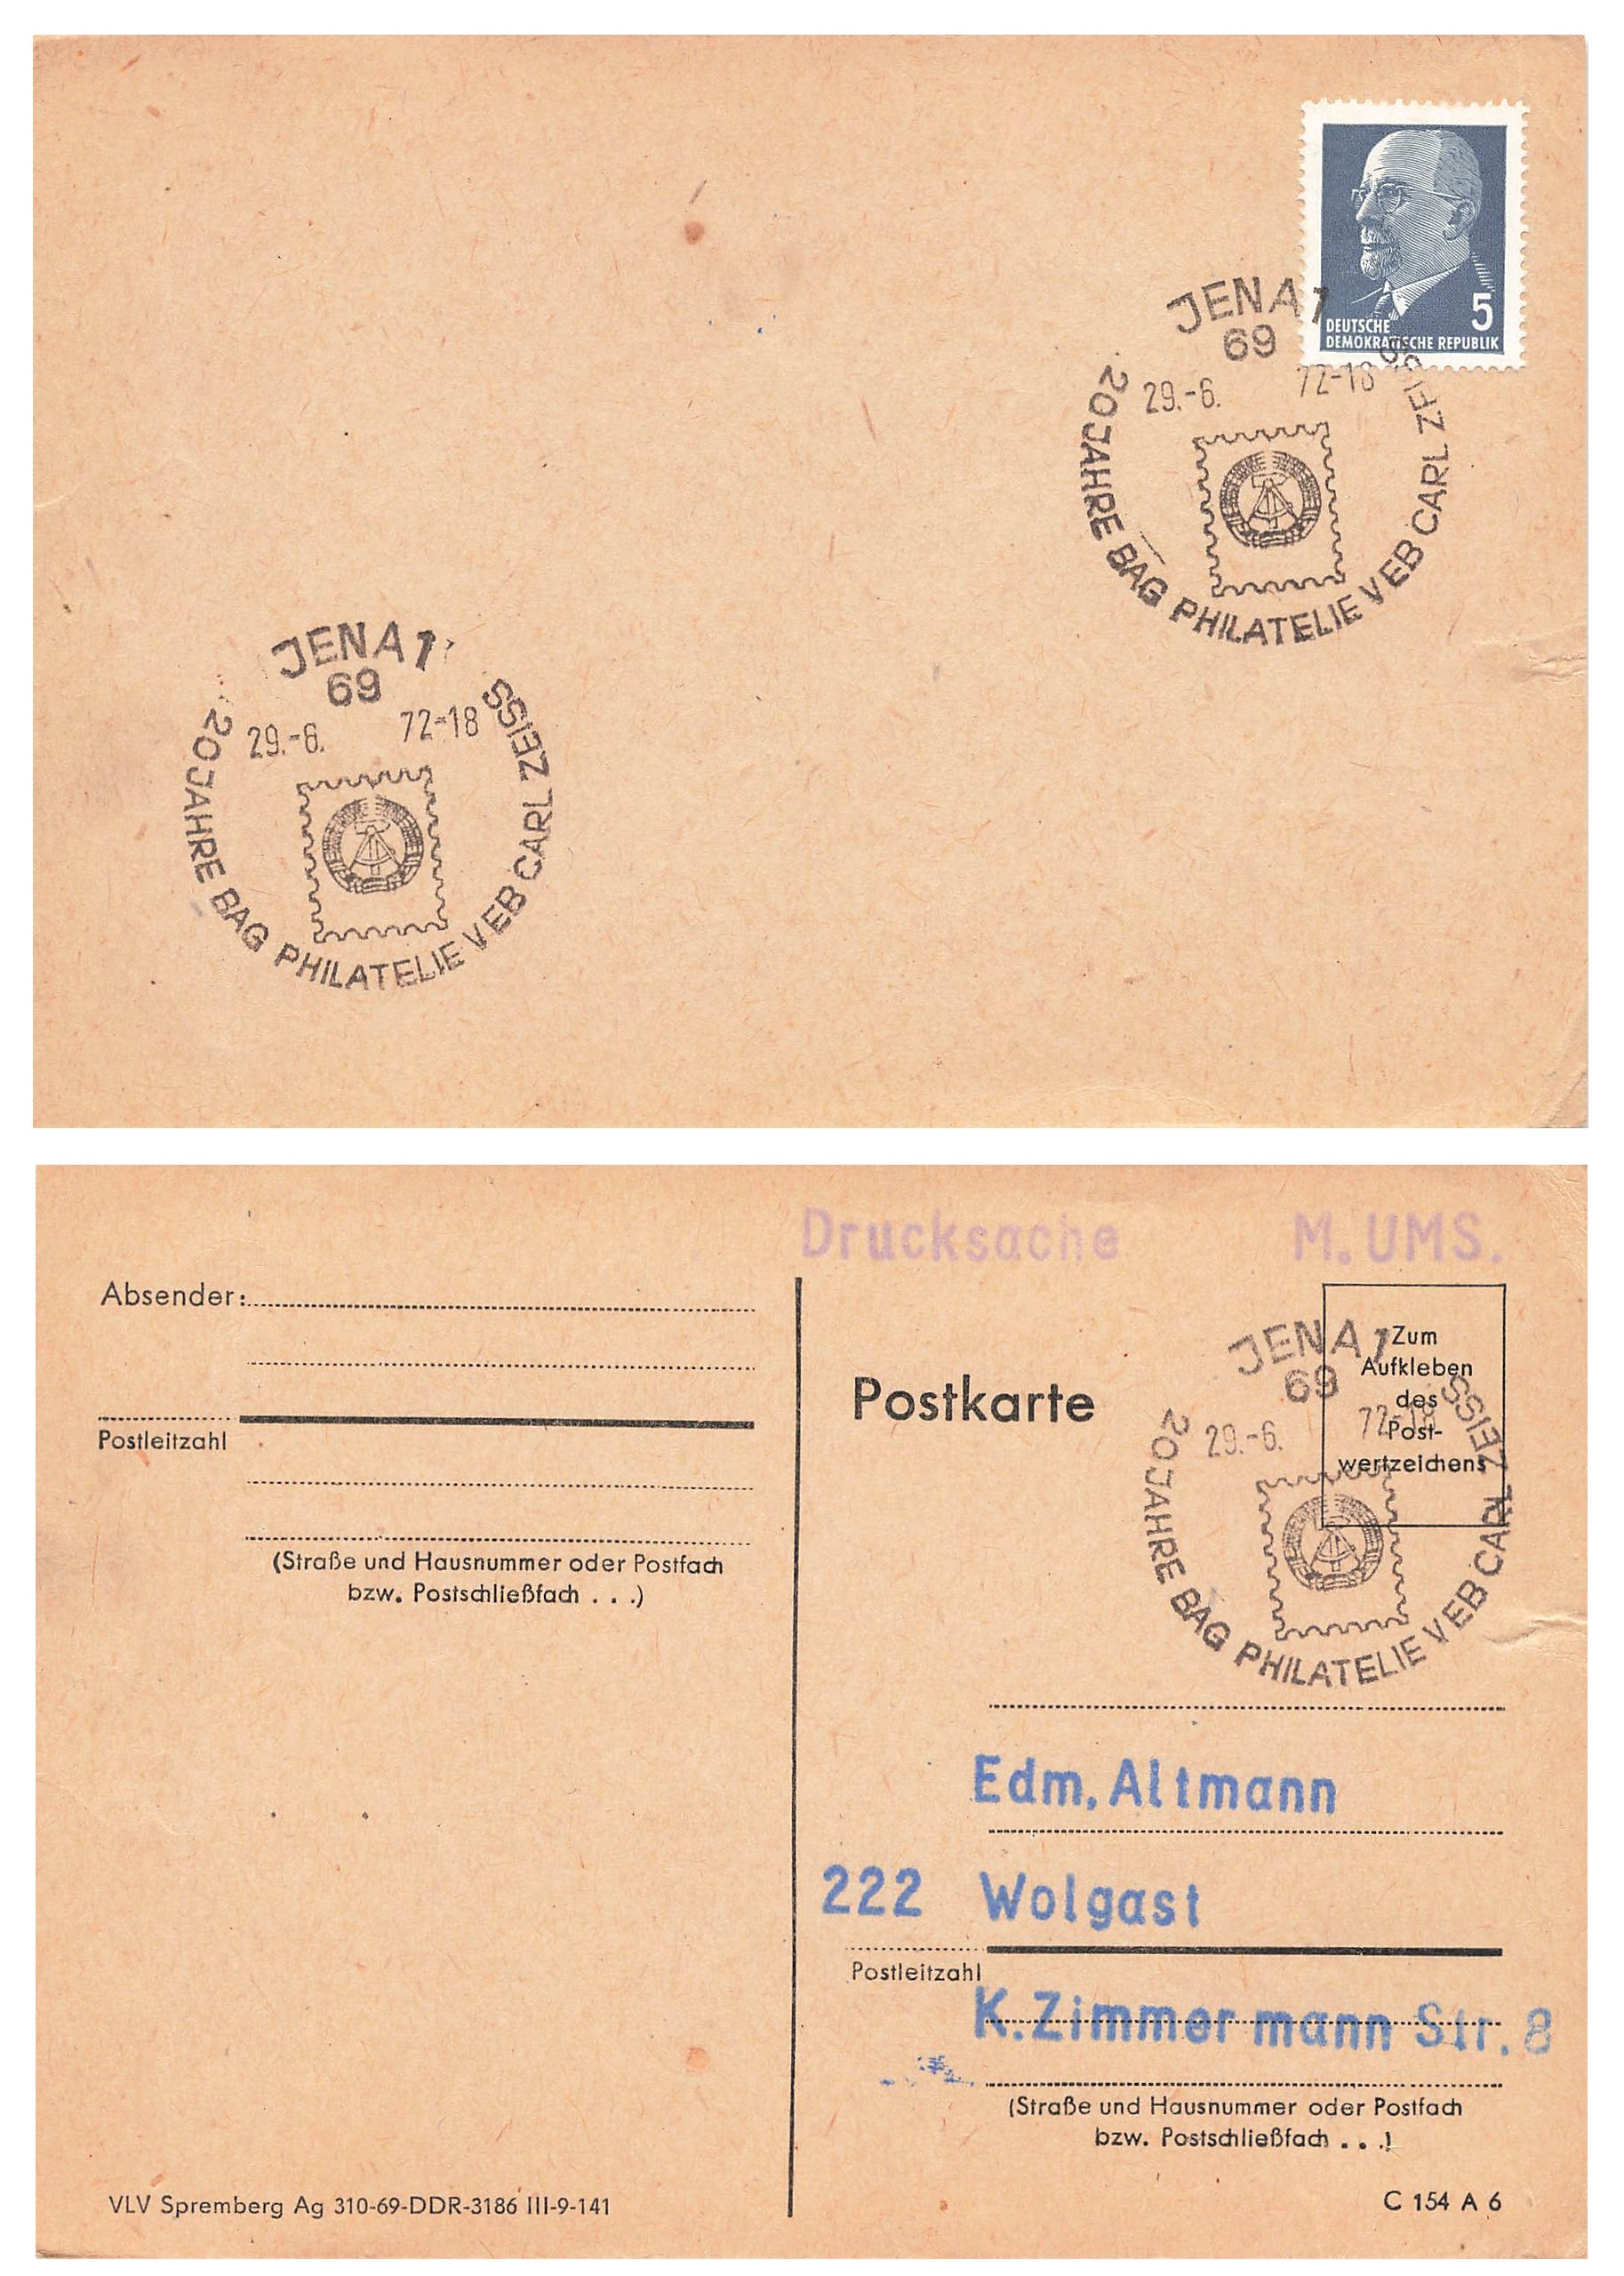 5
DEUTSCHE
DEMOKRATISCHE REPUBLIK
JENA 1
69
29.-6. 72-18
20 JAHRE BAG PHILATELIE VEB CARL ZEISS
JENA 1
69
29.-6. 72-18
20 JAHRE BAG PHILATELIE VEB CARL ZEISS
Drucksache M. UMS.
Absender:
Postleitzahl
(Straße und Hausnummer oder Postfach
bzw. Postschließfach . . .)
Postkarte
Zum
Aufkleben
des
Post-
wertzeichens
JENA 1
69
29.-6. 72-18
20 JAHRE BAG PHILATELIE VEB CARL ZEISS
Edm. Altmann
222 Wolgast
Postleitzahl
K. Zimmermann Str. 8
(Straße und Hausnummer oder Postfach
bzw. Postschließfach . . .)
VLV Spremberg Ag 310-69-DDR-3186 III-9-141
C 154 A 6